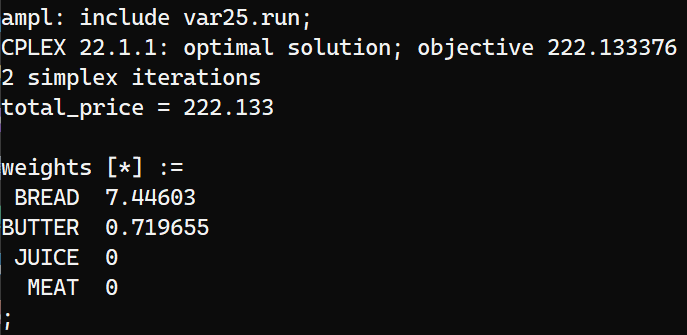 ampl: include var25.run;
CPLEX 22.1.1: optimal solution; objective 222.133376
2 simplex iterations
total_price = 222.133
weights [*] :=
BREAD 7.44603
BUTTER 0.719655
JUICE 0
MEAT 0
;